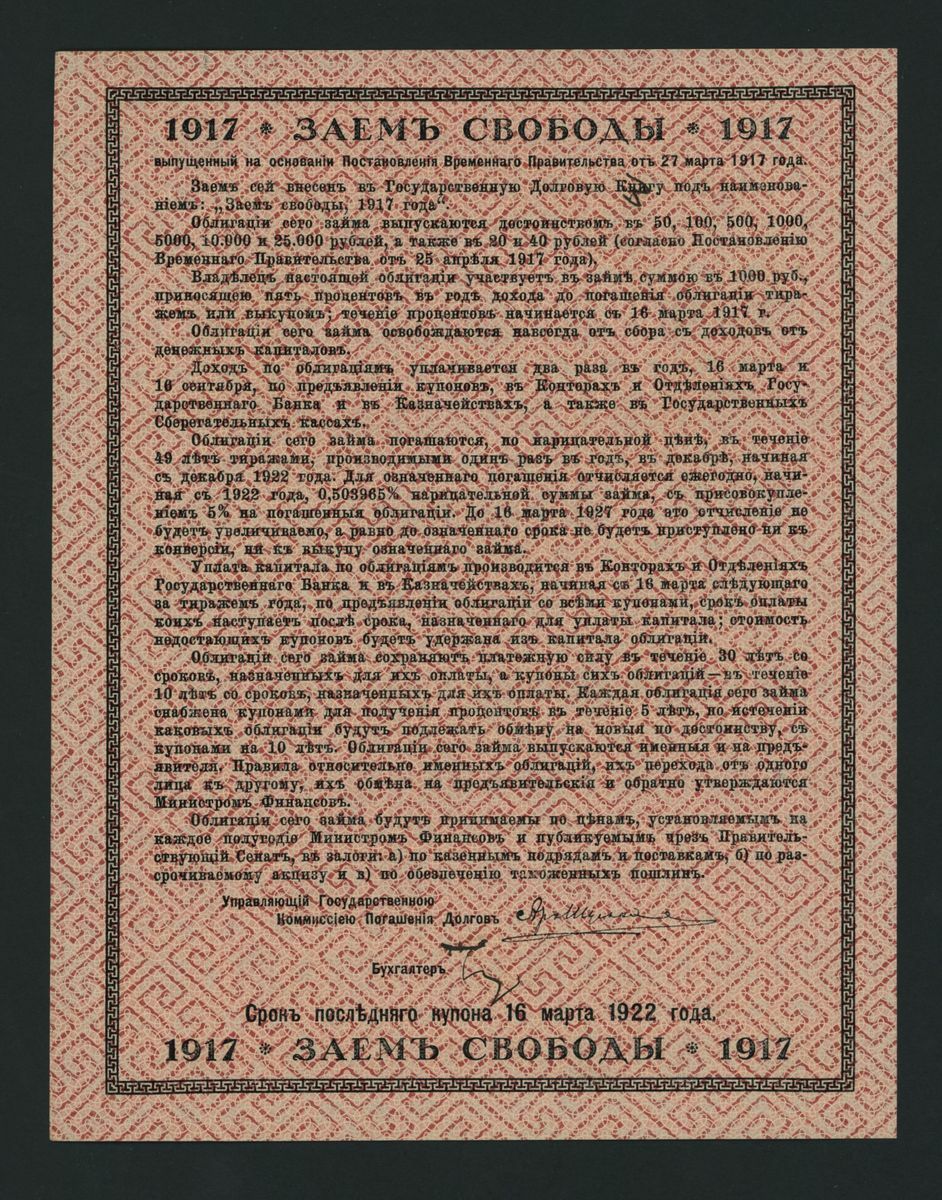 1917 * ЗАЕМЪ СВОБОДЫ * 1917
выпущенный на основаніи Постановленія Временнаго Правительства отъ 27 марта 1917 года.
Заемъ сей внесенъ въ Государственную Долговую Книгу подъ наименова-
ніемъ: „Заемъ свободы, 1917 года“.
Облигаціи сего займа выпускаются достоинствомъ въ 50, 100, 500, 1000,
5000, 10.000 и 25.000 рублей, а также въ 20 и 40 рублей (согласно Постановленію
Временнаго Правительства отъ 25 апрѣля 1917 года).
Владѣлецъ настоящей облигаціи участвуетъ въ займѣ суммою въ 1000 руб.,
приносящею пять процентовъ въ годъ дохода до погашенія облигаціи тира-
жемъ или выкупомъ; теченіе процентовъ начинается съ 16 марта 1917 г.
Облигаціи сего займа освобождаются навсегда отъ сбора съ доходовъ отъ
денежныхъ капиталовъ.
Доходъ по облигаціямъ уплачивается два раза въ годъ, 16 марта и
16 сентября, по предъявленіи купоновъ, въ Конторахъ и Отдѣленіяхъ Госу-
дарственнаго Банка и въ Казначействахъ, а также въ Государственныхъ
Сберегательныхъ кассахъ.
Облигаціи сего займа погашаются, по нарицательной цѣнѣ, въ теченіе
49 лѣтъ тиражами, производимыми одинъ разъ въ годъ, въ декабрѣ, начиная
съ декабря 1922 года. Для означеннаго погашенія отчисляется ежегодно, начи-
ная съ 1922 года, 0,503965% нарицательной суммы займа, съ присовокупле-
ніемъ 5% на погашенныя облигаціи. До 16 марта 1927 года это отчисленіе не
будетъ увеличиваемо, а равно до означеннаго срока не будетъ приступлено ни къ
конверсіи, ни къ выкупу означеннаго займа.
Уплата капитала по облигаціямъ производится въ Конторахъ и Отдѣленіяхъ
Государственнаго Банка и въ Казначействахъ, начиная съ 16 марта слѣдующаго
за тиражемъ года, по предъявленіи облигаціи со всѣми купонами, срокъ оплаты
коихъ наступаетъ послѣ срока, назначеннаго для уплаты капитала; стоимость
недостающихъ купоновъ будетъ удержана изъ капитала облигацій.
Облигаціи сего займа сохраняютъ платежную силу въ теченіе 30 лѣтъ со
сроковъ, назначенныхъ для ихъ оплаты, а купоны сихъ облигацій—въ теченіе
10 лѣтъ со сроковъ, назначенныхъ для ихъ оплаты. Каждая облигація сего займа
снабжена купонами для полученія процентовъ въ теченіе 5 лѣтъ, по истеченіи
каковыхъ облигаціи будутъ подлежать обмѣну на новыя по достоинству, съ
купонами на 10 лѣтъ. Облигаціи сего займа выпускаются именныя и на предъ-
явителя. Правила относительно именныхъ облигацій, ихъ перехода отъ одного
лица къ другому, ихъ обмѣна на предъявительскія и обратно утверждаются
Министромъ Финансовъ.
Облигаціи сего займа будутъ принимаемы по цѣнамъ, установляемымъ на
каждое полугодіе Министромъ Финансовъ и публикуемымъ чрезъ Правитель-
ствующій Сенатъ, въ залоги: а) по казеннымъ подрядамъ и поставкамъ, б) по раз-
срочиваемому акцизу и в) по обезпеченію таможенныхъ пошлинъ.
Управляющій Государственною
Коммиссіею Погашенія Долговъ
Бухгалтеръ
Срокъ послѣдняго купона 16 марта 1922 года.
1917 * ЗАЕМЪ СВОБОДЫ * 1917